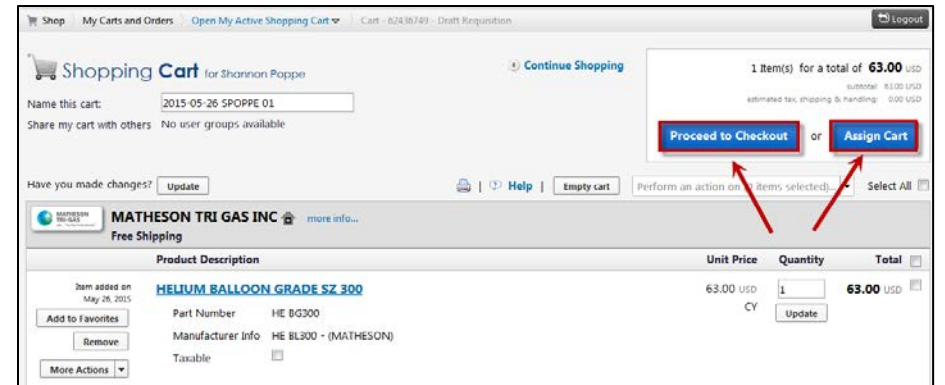 Shop My Carts and Orders Open My Active Shopping Cart Cart - 62436749 - Draft Requisition Logout
Shopping Cart for Shannon Poppe
Continue Shopping
1 Item(s) for a total of 63.00 USD
subtotal 63.00 USD
estimated tax, shipping & handling: 0.00 USD
Name this cart: 2015-05-26 SPOPPE 01
Share my cart with others No user groups available
Proceed to Checkout or Assign Cart
Have you made changes? Update Help | Empty cart Perform an action on items selected)... Select All
MATHESON TRI-GAS
MATHESON TRI GAS INC more info...
Free Shipping
Product Description Unit Price Quantity Total
Item added on
May 26, 2015
Add to Favorites
Remove
More Actions
HELIUM BALLOON GRADE SZ 300 63.00 USD 1 63.00 USD
CY Update
Part Number HE BG300
Manufacturer Info HE BL300 - (MATHESON)
Taxable